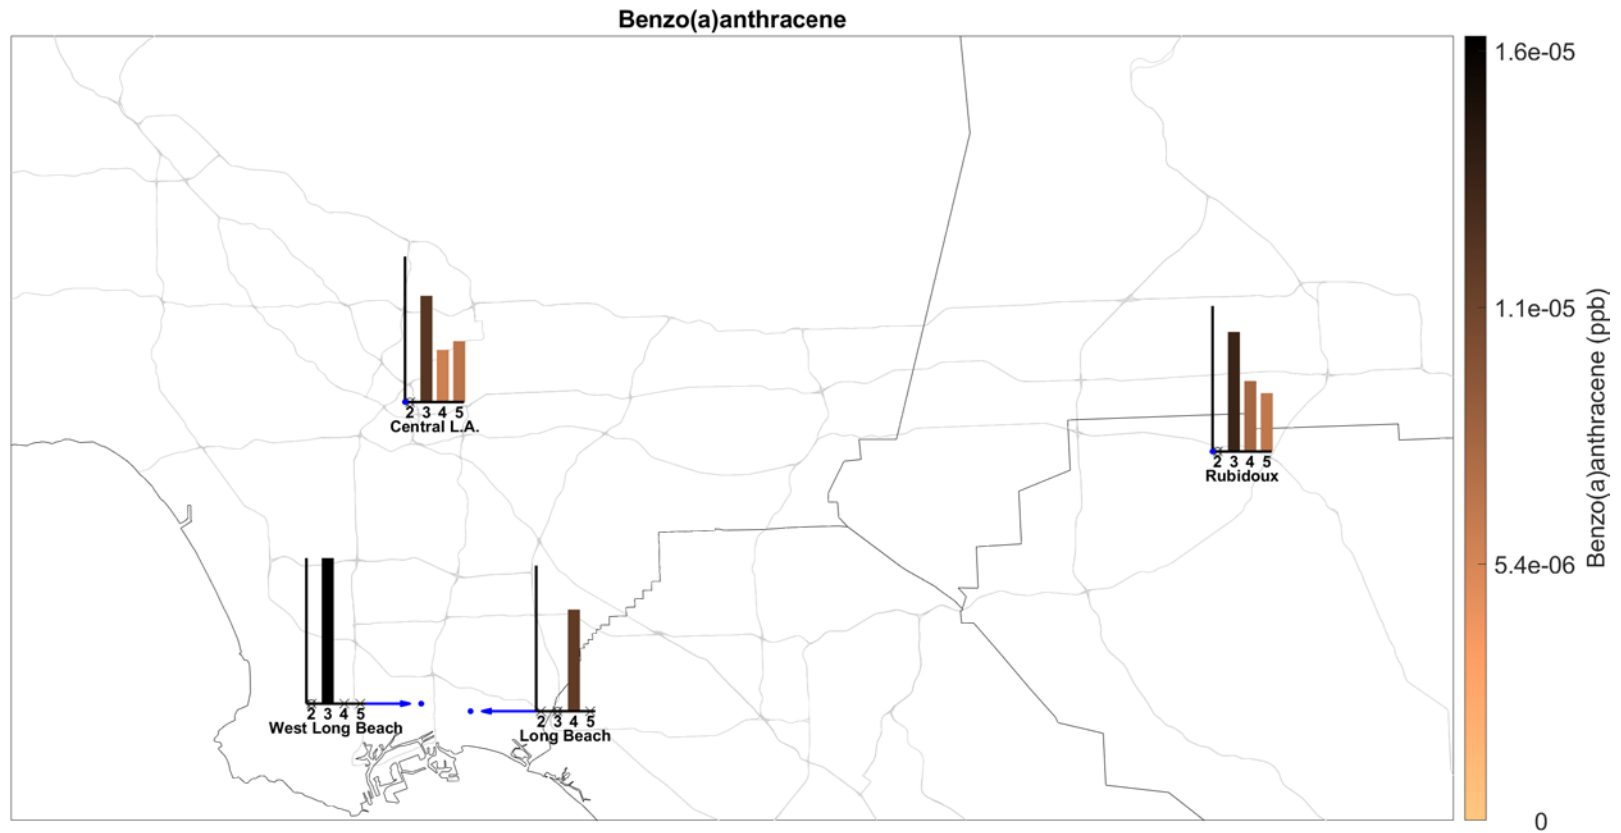 Benzo(a)anthracene
1.6e-05
1.1e-05
5.4e-06
0
Benzo(a)anthracene (ppb)
2 3 4 5
Central L.A.
2 3 4 5
Rubidoux
2 3 4 5
West Long Beach
2 3 4 5
Long Beach